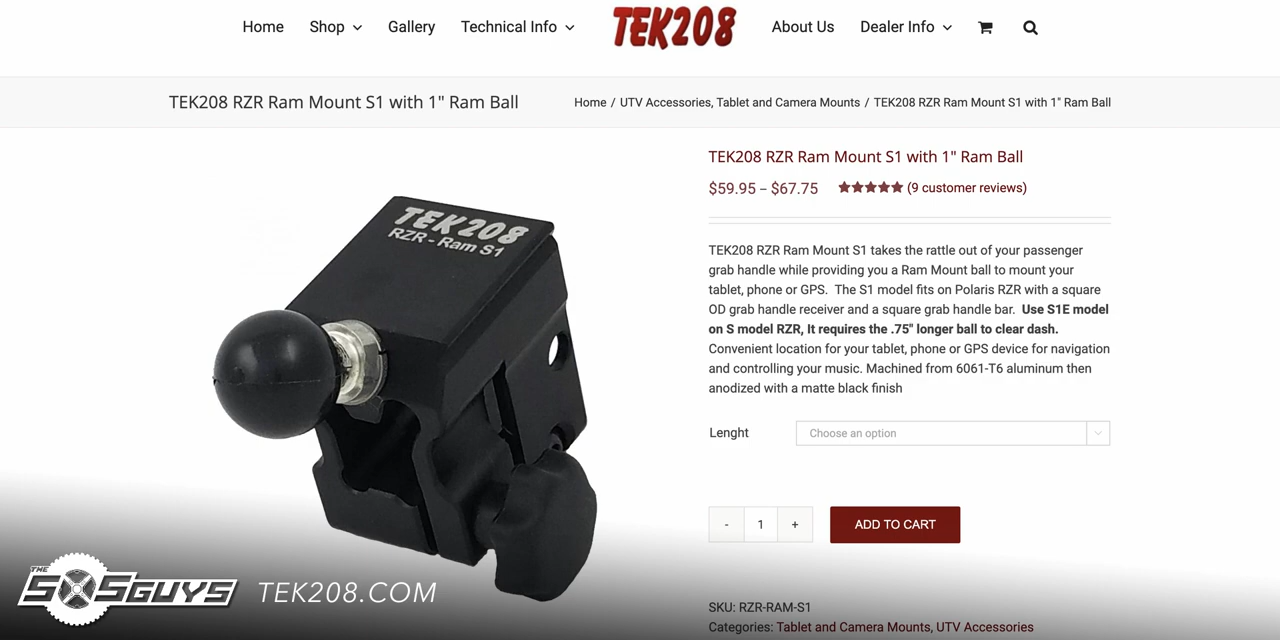 Home
Shop
Gallery
Technical Info
TEK208
About Us
Dealer Info
TEK208 RZR Ram Mount S1 with 1" Ram Ball
Home / UTV Accessories, Tablet and Camera Mounts / TEK208 RZR Ram Mount S1 with 1" Ram Ball
TEK208
RZR - Ram S1
TEK208 RZR Ram Mount S1 with 1" Ram Ball
$59.95 – $67.75
(9 customer reviews)
TEK208 RZR Ram Mount S1 takes the rattle out of your passenger
grab handle while providing you a Ram Mount ball to mount your
tablet, phone or GPS. The S1 model fits on Polaris RZR with a square
OD grab handle receiver and a square grab handle bar. Use S1E model
on S model RZR, It requires the .75" longer ball to clear dash.
Convenient location for your tablet, phone or GPS device for navigation
and controlling your music. Machined from 6061-T6 aluminum then
anodized with a matte black finish
Lenght
Choose an option
- 1 +
ADD TO CART
SKU: RZR-RAM-S1
Categories: Tablet and Camera Mounts, UTV Accessories
THE
SXSGUYS
TEK208.COM